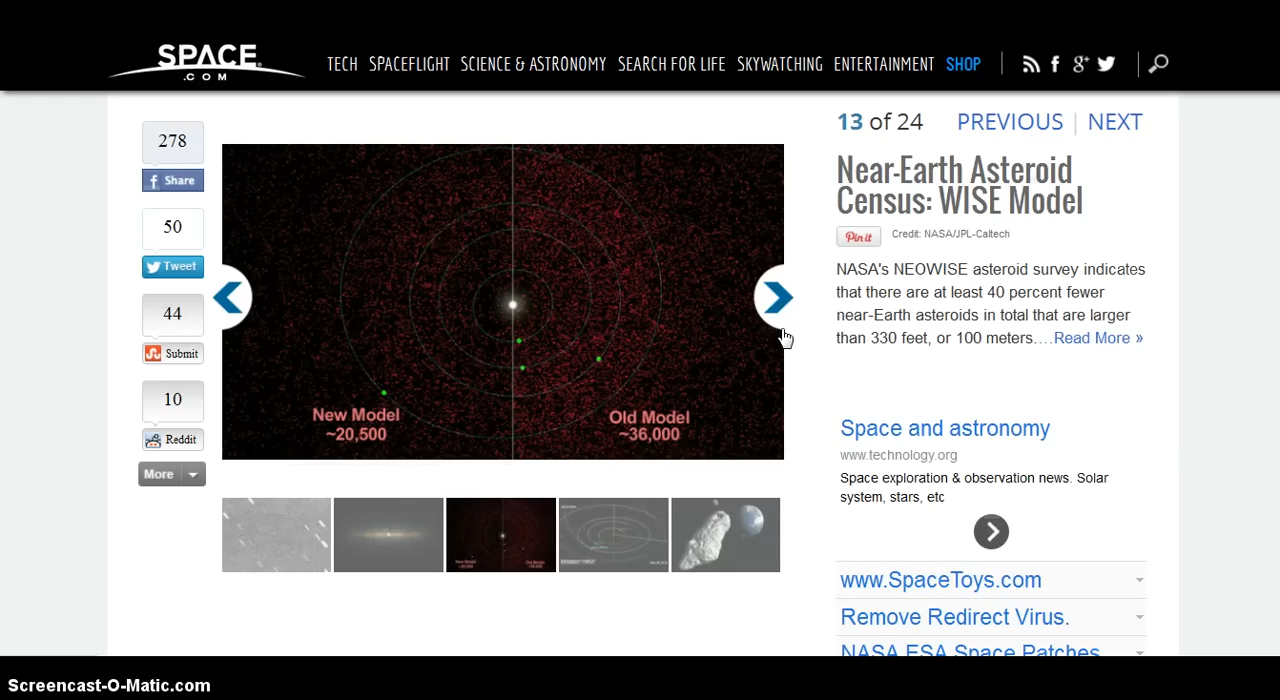 SPACE
.COM
TECH SPACEFLIGHT SCIENCE & ASTRONOMY SEARCH FOR LIFE SKYWATCHING ENTERTAINMENT SHOP
278
Share
50
Tweet
44
Submit
10
Reddit
More
New Model
~20,500
Old Model
~36,000
13 of 24 PREVIOUS | NEXT
Near-Earth Asteroid
Census: WISE Model
Pin it
Credit: NASA/JPL-Caltech
NASA's NEOWISE asteroid survey indicates
that there are at least 40 percent fewer
near-Earth asteroids in total that are larger
than 330 feet, or 100 meters.…Read More »
Space and astronomy
www.technology.org
Space exploration & observation news. Solar
system, stars, etc
www.SpaceToys.com
Remove Redirect Virus.
NASA ESA Space Patches
Screencast-O-Matic.com